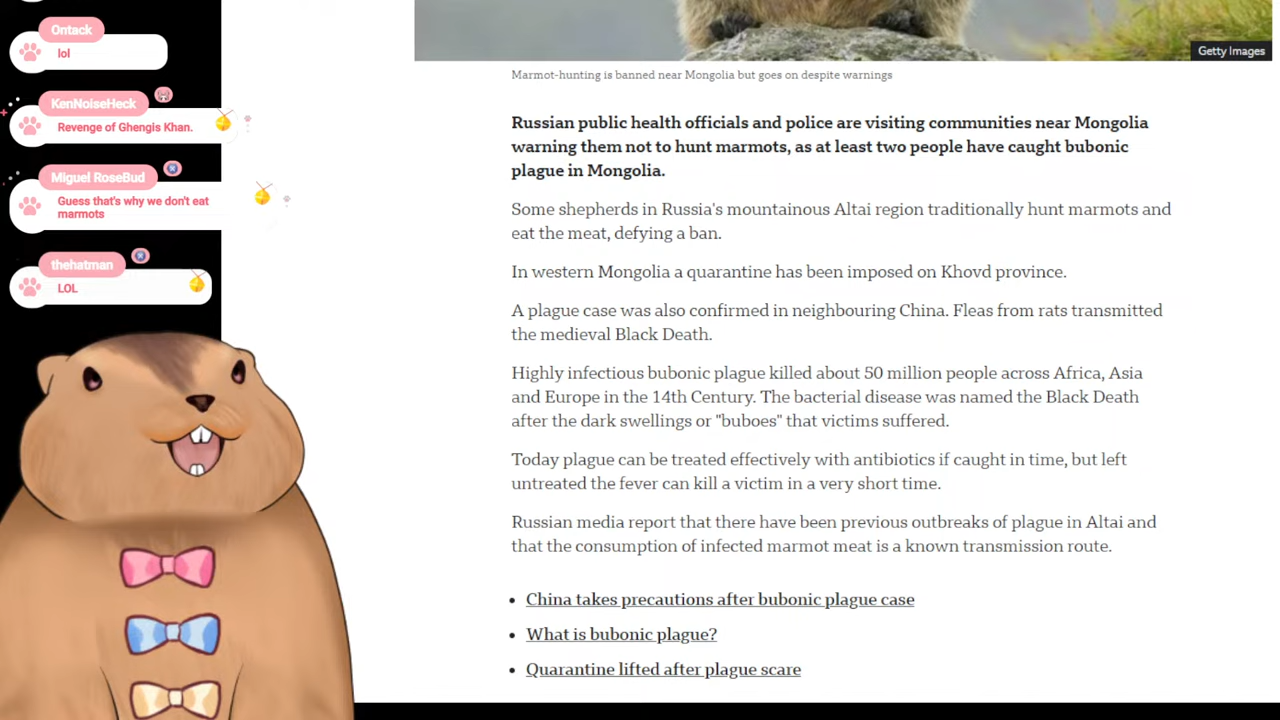 Ontack
lol
KenNoiseHeck
Revenge of Ghengis Khan.
Miguel RoseBud
Guess that's why we don't eat
marmots
thehatman
LOL
Getty Images
Marmot-hunting is banned near Mongolia but goes on despite warnings
Russian public health officials and police are visiting communities near Mongolia
warning them not to hunt marmots, as at least two people have caught bubonic
plague in Mongolia.
Some shepherds in Russia's mountainous Altai region traditionally hunt marmots and
eat the meat, defying a ban.
In western Mongolia a quarantine has been imposed on Khovd province.
A plague case was also confirmed in neighbouring China. Fleas from rats transmitted
the medieval Black Death.
Highly infectious bubonic plague killed about 50 million people across Africa, Asia
and Europe in the 14th Century. The bacterial disease was named the Black Death
after the dark swellings or "buboes" that victims suffered.
Today plague can be treated effectively with antibiotics if caught in time, but left
untreated the fever can kill a victim in a very short time.
Russian media report that there have been previous outbreaks of plague in Altai and
that the consumption of infected marmot meat is a known transmission route.
China takes precautions after bubonic plague case
What is bubonic plague?
Quarantine lifted after plague scare